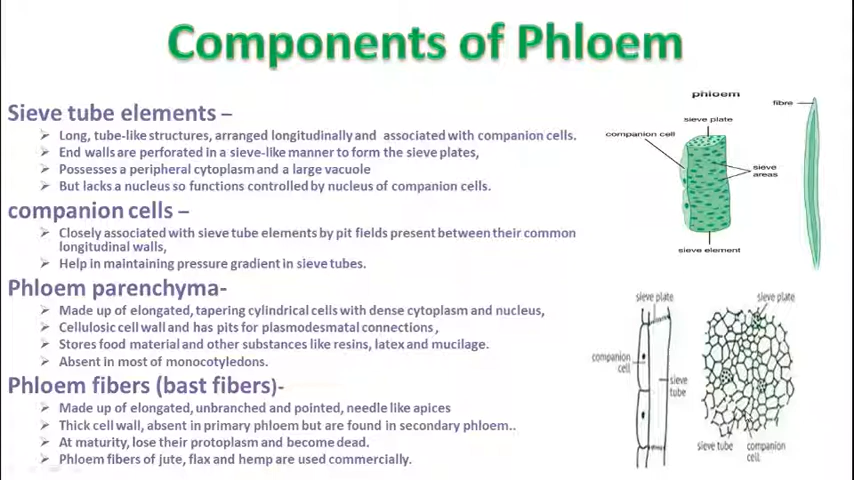 Components of Phloem
Sieve tube elements –
➢ Long, tube-like structures, arranged longitudinally and associated with companion cells.
➢ End walls are perforated in a sieve-like manner to form the sieve plates,
➢ Possesses a peripheral cytoplasm and a large vacuole
➢ But lacks a nucleus so functions controlled by nucleus of companion cells.
companion cells –
➢ Closely associated with sieve tube elements by pit fields present between their common
longitudinal walls,
➢ Help in maintaining pressure gradient in sieve tubes.
Phloem parenchyma-
➢ Made up of elongated, tapering cylindrical cells with dense cytoplasm and nucleus,
➢ Cellulosic cell wall and has pits for plasmodesmatal connections ,
➢ Stores food material and other substances like resins, latex and mucilage.
➢ Absent in most of monocotyledons.
Phloem fibers (bast fibers)-
➢ Made up of elongated, unbranched and pointed, needle like apices
➢ Thick cell wall, absent in primary phloem but are found in secondary phloem..
➢ At maturity, lose their protoplasm and become dead.
➢ Phloem fibers of jute, flax and hemp are used commercially.
phloem
fibre
sieve plate
companion cell
sieve
areas
sieve element
sieve plate
companion
cell
sieve
tube
sieve plate
sieve tube
companion
cell